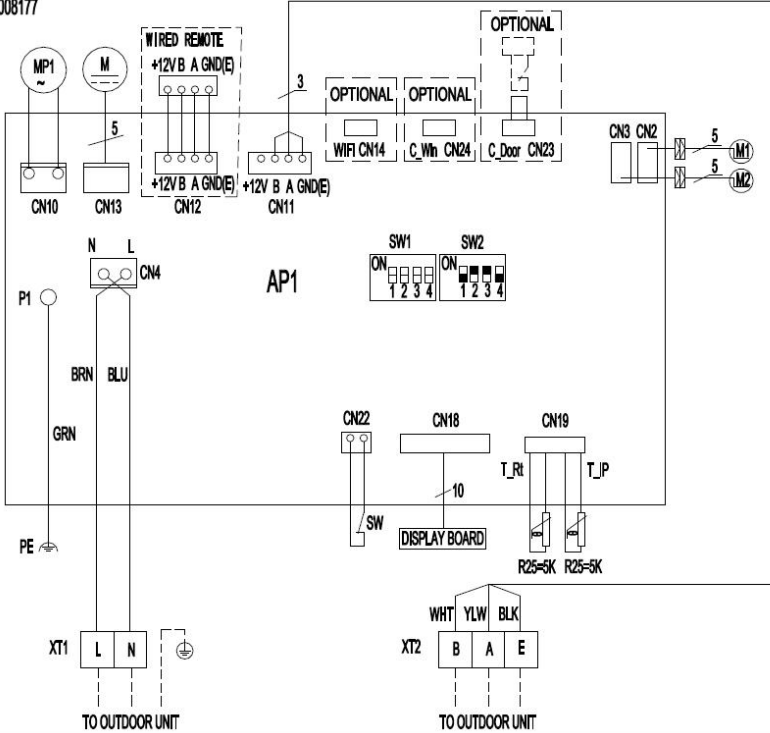 008177
MP1
~
M
WIRED REMOTE
+12V B A GND(E)
+12V B A GND(E)
CN12
5
CN10
CN13
3
+12V B A GND(E)
CN11
OPTIONAL
WIFI CN14
OPTIONAL
C_Win CN24
OPTIONAL
C_Door CN23
CN3 CN2
5
M1
5
M2
N L
CN4
P1
AP1
SW1
ON
1 2 3 4
SW2
ON
1 2 3 4
BRN BLU
GRN
PE
CN22
SW
CN18
10
DISPLAY BOARD
CN19
T_Rt
T_IP
R25=5K R25=5K
XT1
L N
TO OUTDOOR UNIT
WHT YLW BLK
XT2
B A E
TO OUTDOOR UNIT